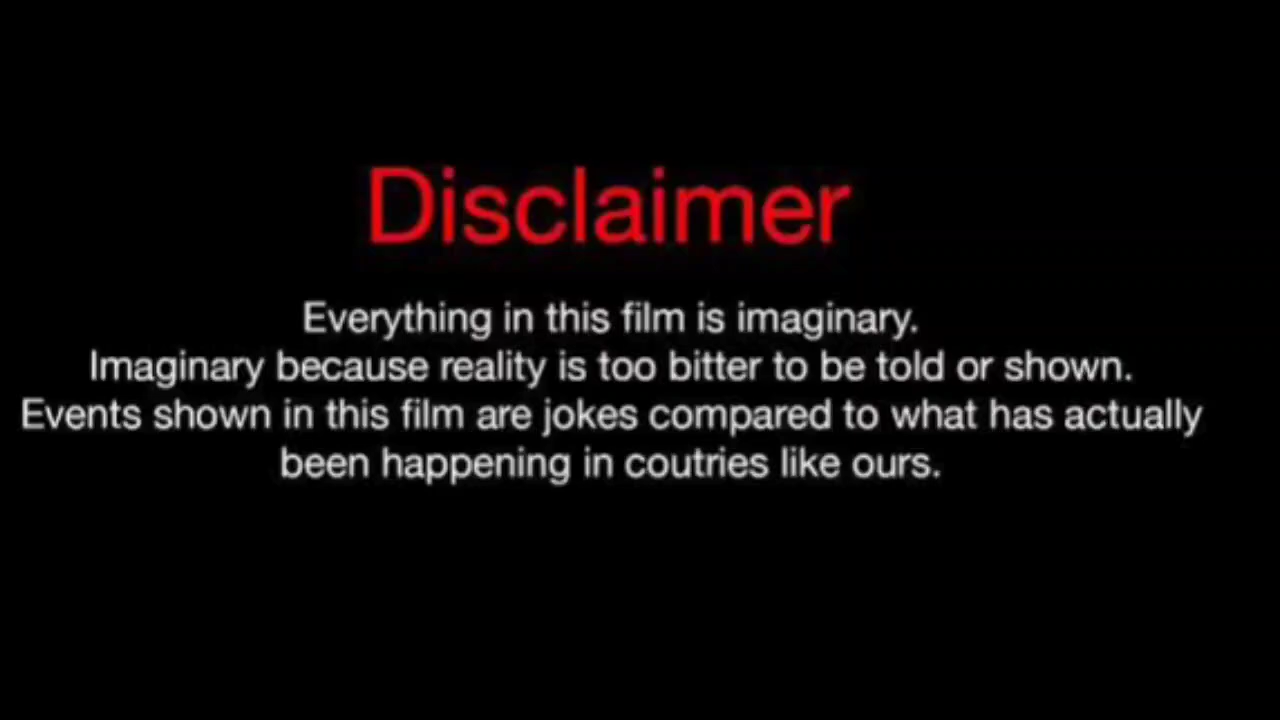 Disclaimer
Everything in this film is imaginary.
Imaginary because reality is too bitter to be told or shown.
Events shown in this film are jokes compared to what has actually
been happening in coutries like ours.